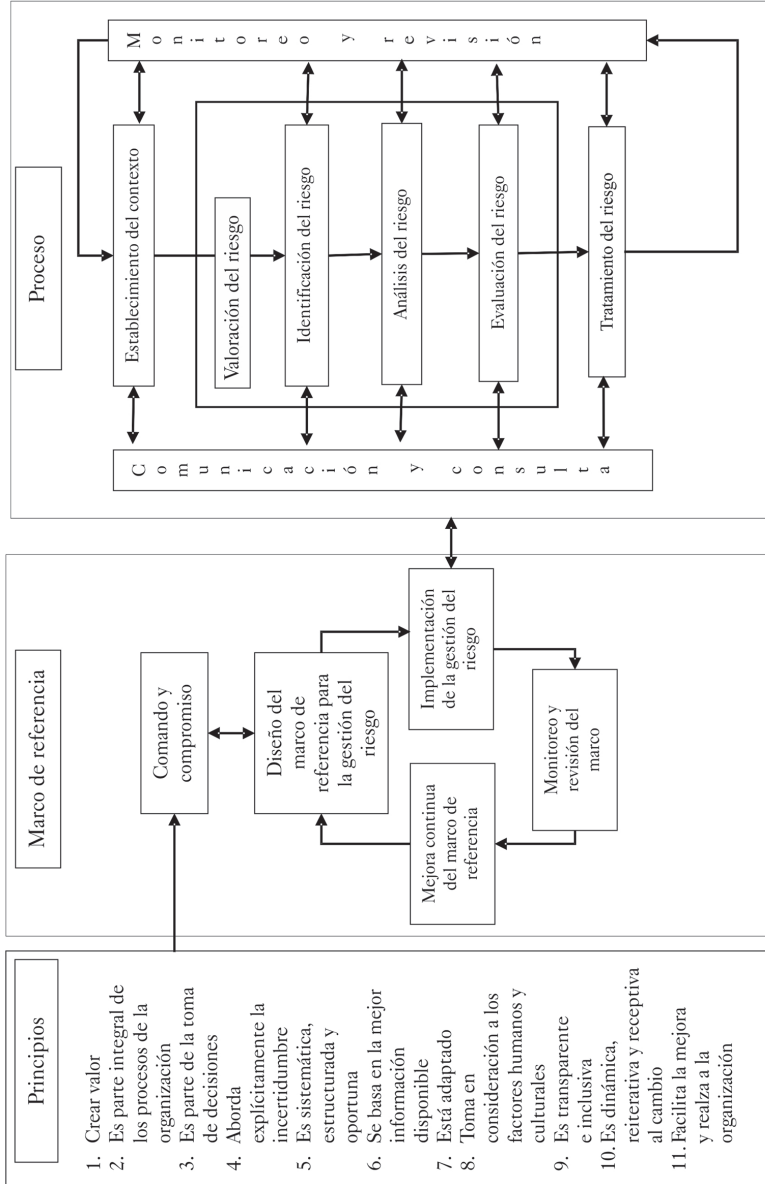 Principios
1. Crear valor
2. Es parte integral de
los procesos de la
organización
3. Es parte de la toma
de decisiones
4. Aborda
explícitamente la
incertidumbre
5. Es sistemática,
estructurada y
oportuna
6. Se basa en la mejor
información
disponible
7. Está adaptado
8. Toma en
consideración a los
factores humanos y
culturales
9. Es transparente
e inclusiva
10. Es dinámica,
reiterativa y receptiva
al cambio
11. Facilita la mejora
y realza a la
organización
Marco de referencia
Comando y
compromiso
Diseño del
marco de
referencia para
la gestión del
riesgo
Mejora continua
del marco de
referencia
Implementación
de la gestión del
riesgo
Monitoreo y
revisión del
marco
Proceso
Comunicación y consulta
Establecimiento del contexto
Valoración del riesgo
Identificación del riesgo
Análisis del riesgo
Evaluación del riesgo
Tratamiento del riesgo
Monitoreo y revisión